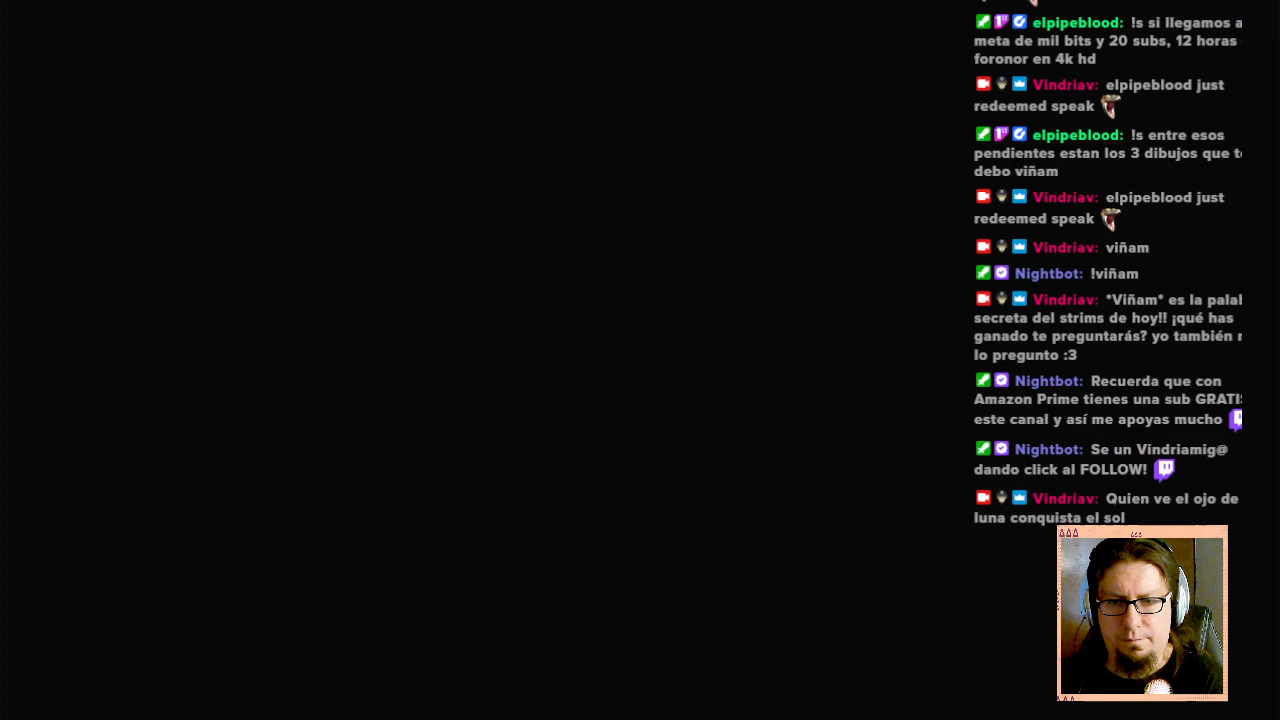 elpipeblood: !s si llegamos a
meta de mil bits y 20 subs, 12 horas
foronor en 4k hd
Vindriav: elpipeblood just
redeemed speak
elpipeblood: !s entre esos
pendientes estan los 3 dibujos que
debo viñam
Vindriav: elpipeblood just
redeemed speak
Vindriav: viñam
Nightbot: !viñam
Vindriav: *Viñam* es la
secreta del strims de hoy!! ¡qué has
ganado te preguntarás? yo también
lo pregunto :3
Nightbot: Recuerda que con
Amazon Prime tienes una sub
este canal y así me apoyas mucho
Nightbot: Se un Vindriamig@
dando click al FOLLOW!
Vindriav: Quien ve el ojo de
luna conquista el sol